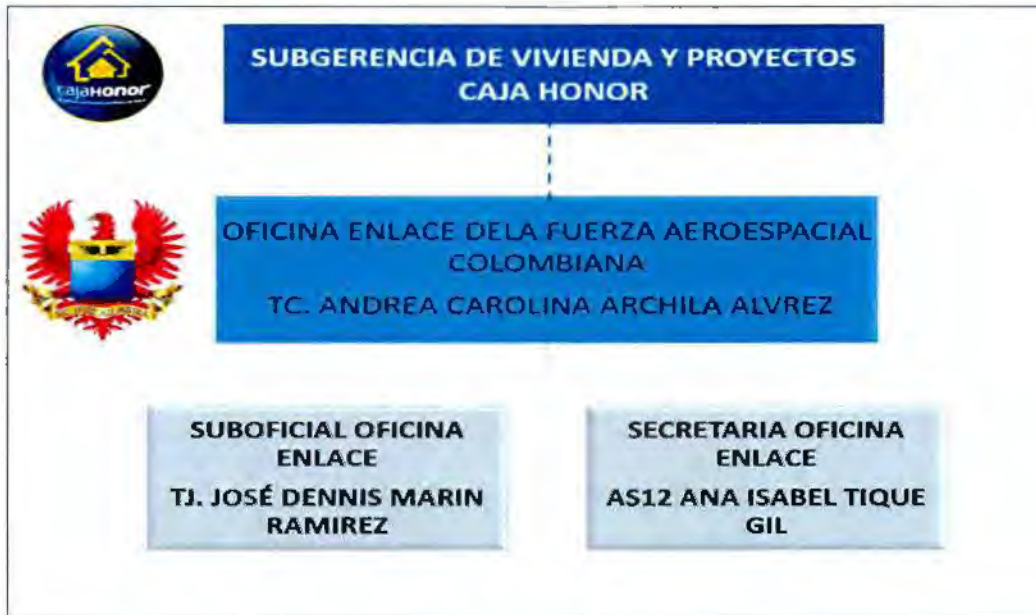 SUBGERENCIA DE VIVIENDA Y PROYECTOS
CAJA HONOR
cajaHONOR
OFICINA ENLACE DELA FUERZA AEROESPACIAL
COLOMBIANA
TC. ANDREA CAROLINA ARCHILA ALVREZ
SUBOFICIAL OFICINA
ENLACE
TJ. JOSÉ DENNIS MARIN
RAMIREZ
SECRETARIA OFICINA
ENLACE
AS12 ANA ISABEL TIQUE
GIL